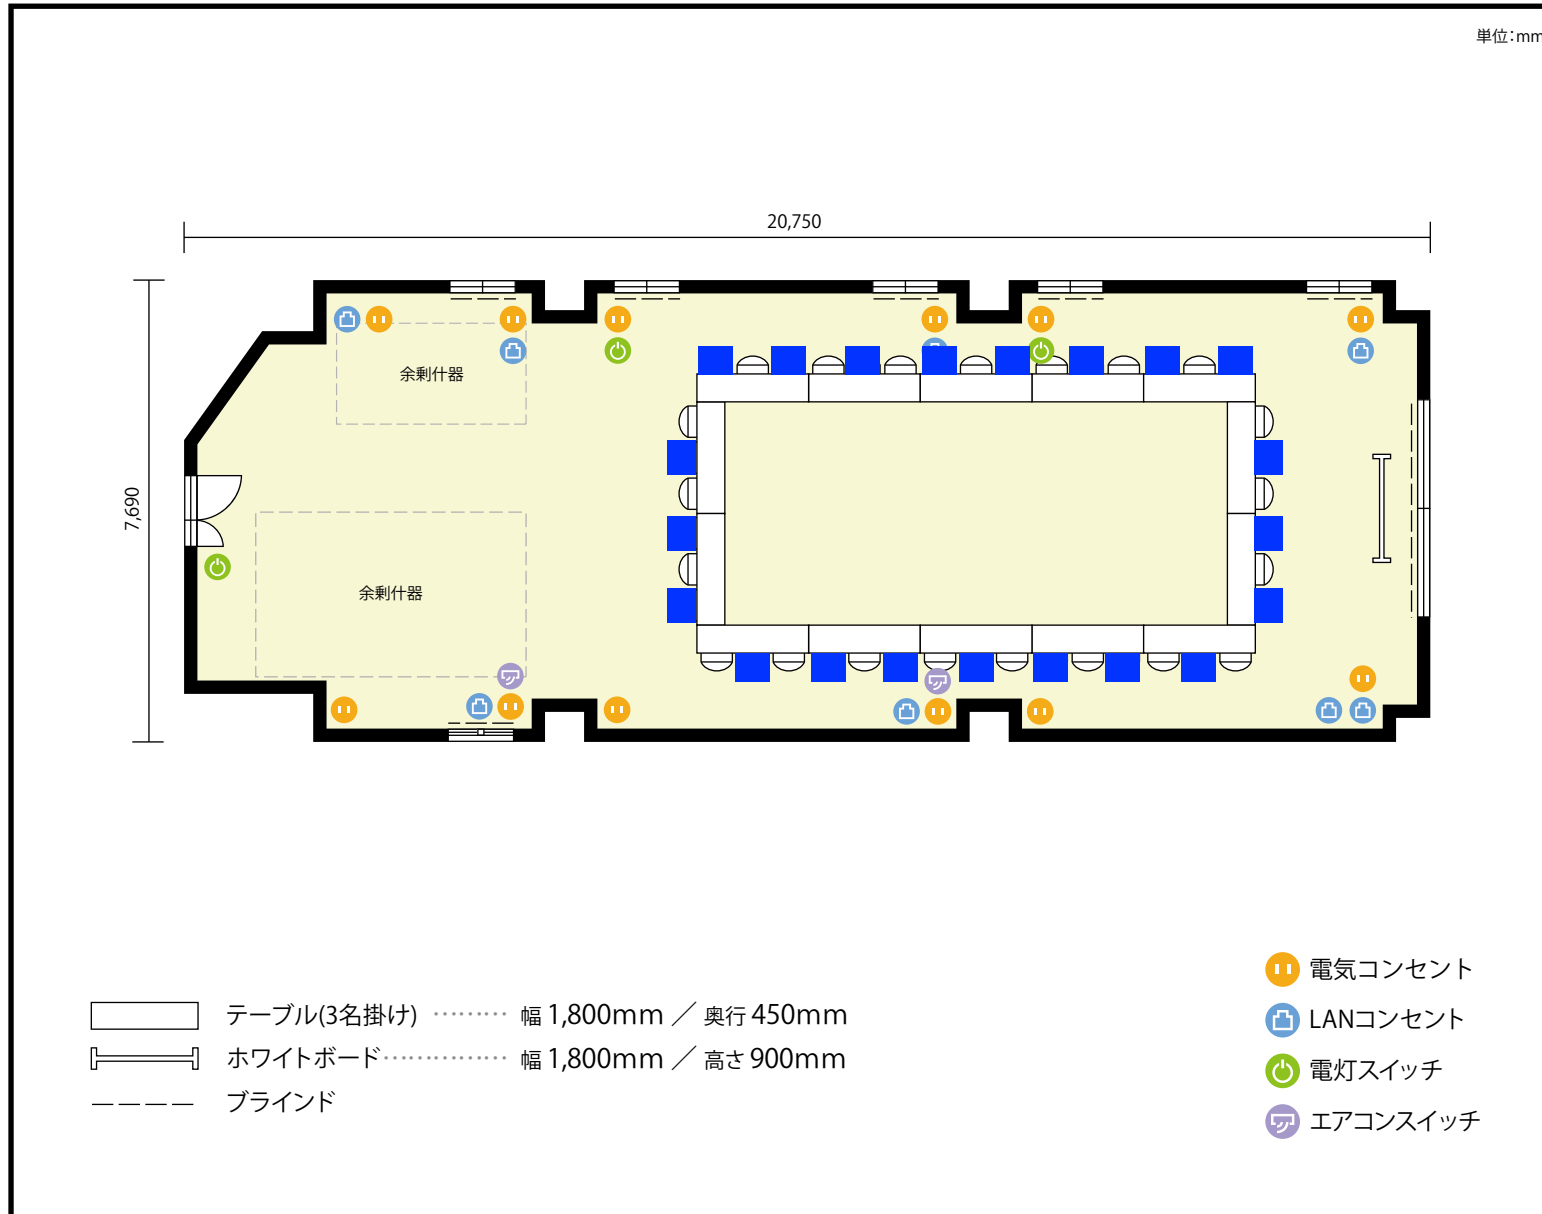 単位：mm
20,750
7,690
余剰什器
余剰什器
テーブル(3名掛け) ……… 幅 1,800mm ／ 奥行 450mm
ホワイトボード…………… 幅 1,800mm ／ 高さ 900mm
ブラインド
電気コンセント
LANコンセント
電灯スイッチ
エアコンスイッチ